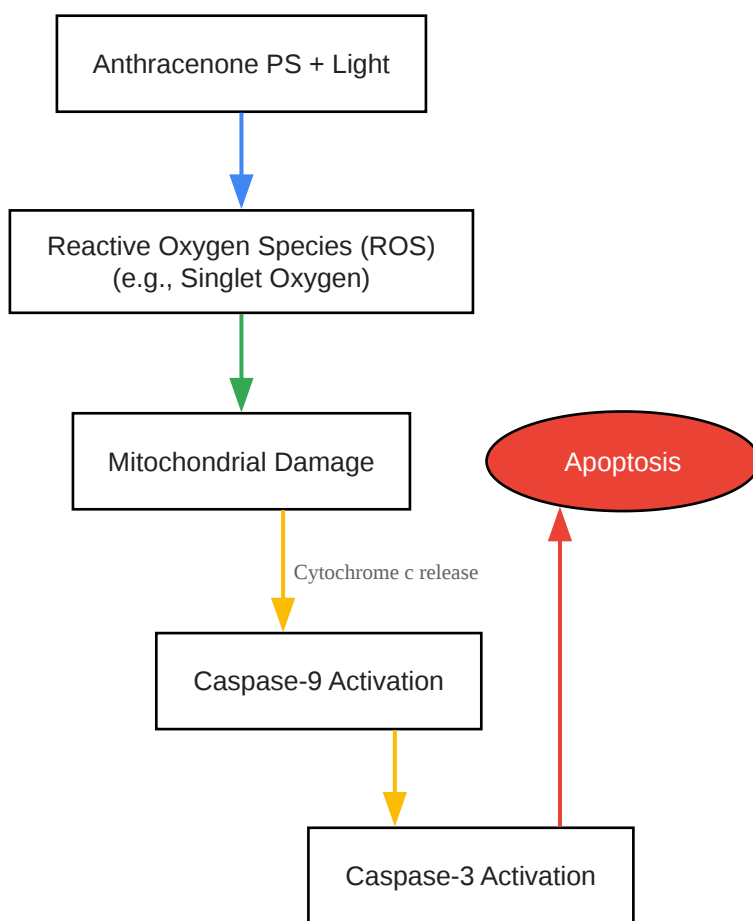 Anthracenone PS + Light
Reactive Oxygen Species (ROS)
(e.g., Singlet Oxygen)
Mitochondrial Damage
Apoptosis
Cytochrome c release
Caspase-9 Activation
Caspase-3 Activation